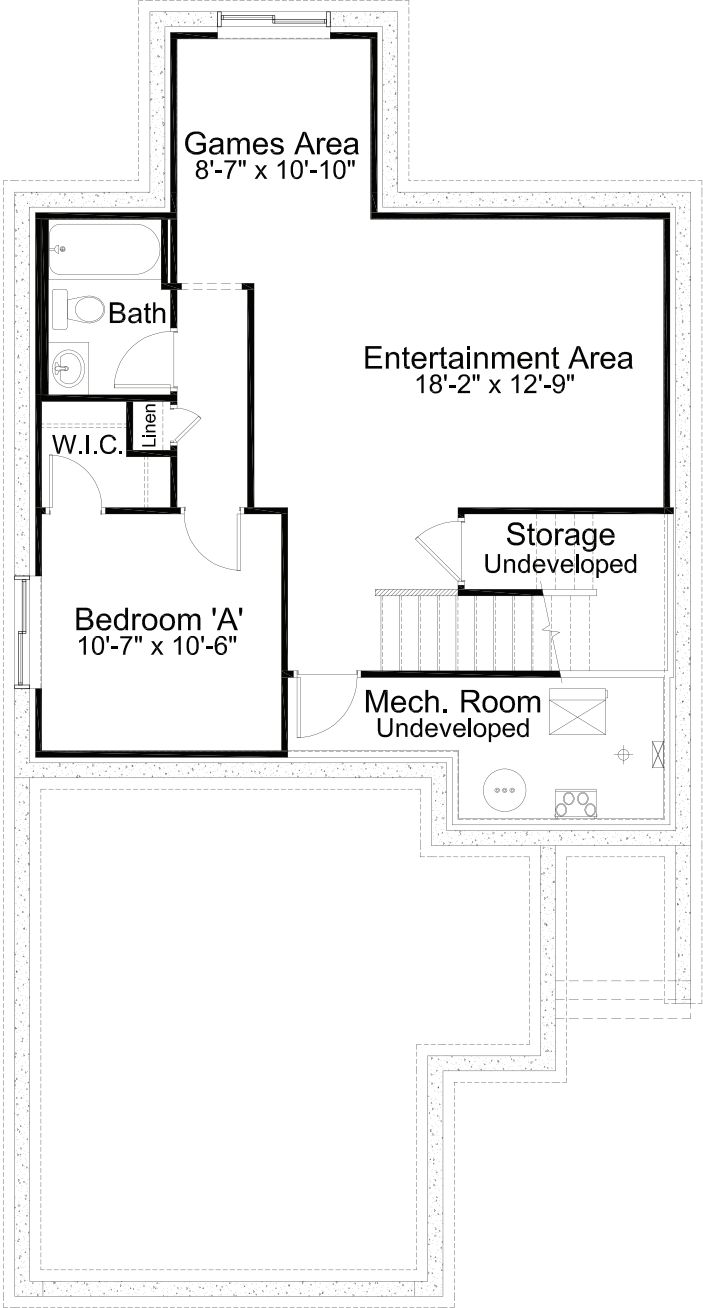 Games Area
8'-7" x 10'-10"
Bath
Entertainment Area
18'-2" x 12'-9"
Linen
W.I.C.
Storage
Undeveloped
Bedroom 'A'
10'-7" x 10'-6"
Mech. Room
Undeveloped